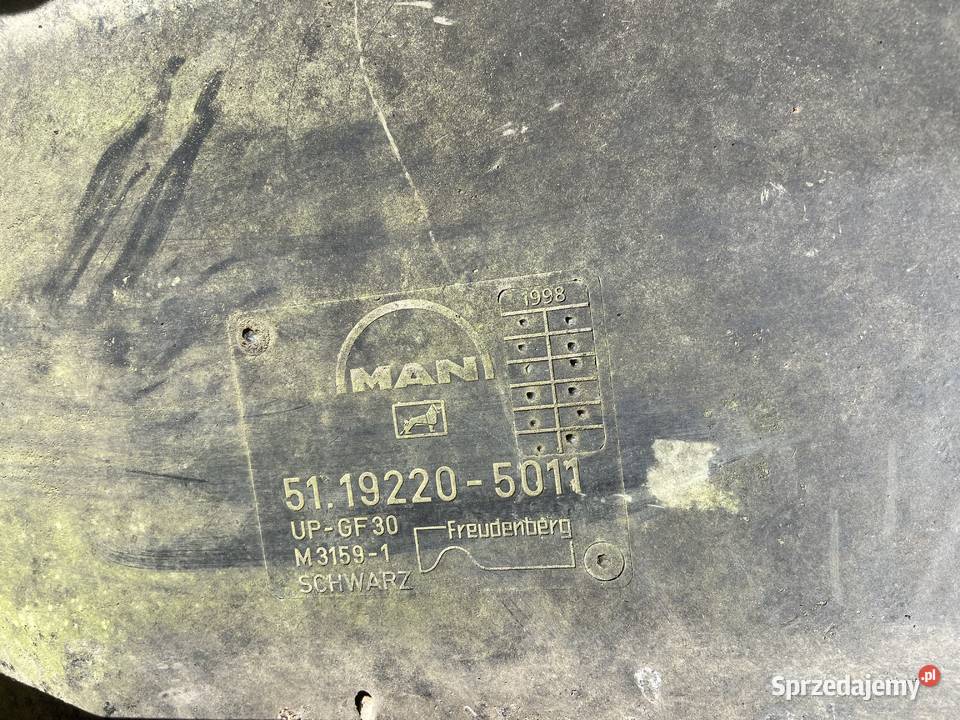 1998
MAN
51.19220-5011
UP-GF30
M3159-1
SCHWARZ
Freudenberg
Sprzedajemy.pl